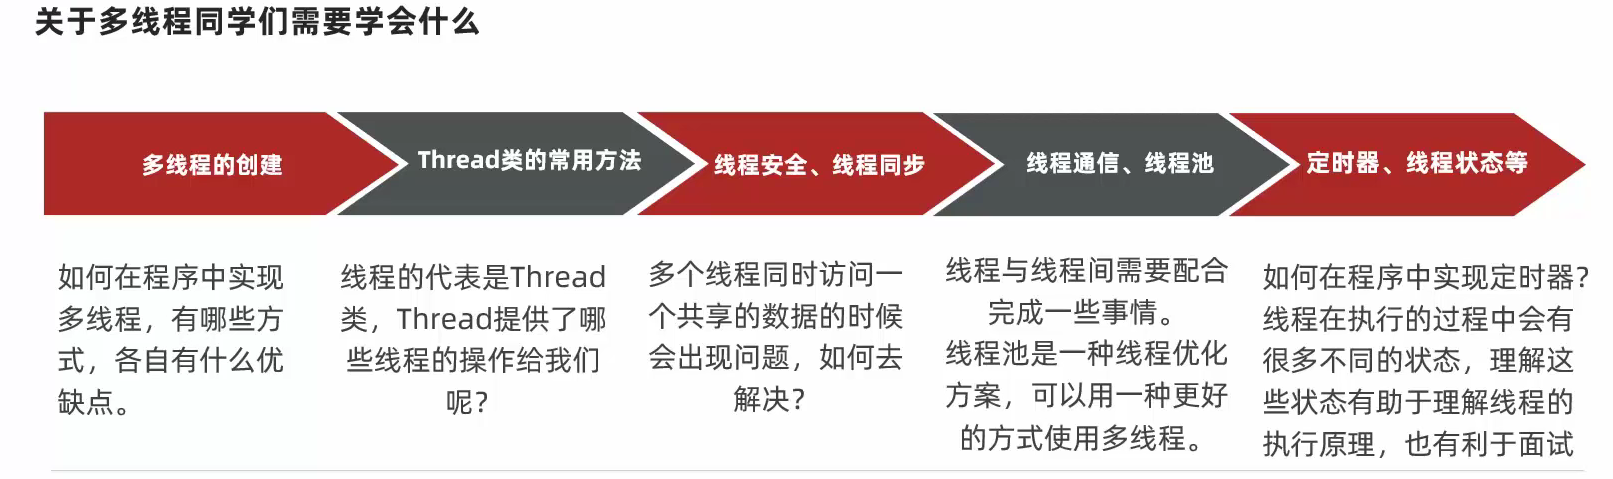 关于多线程同学们需要学会什么
多线程的创建
Thread类的常用方法
线程安全、线程同步
线程通信、线程池
定时器、线程状态等
如何在程序中实现
多线程，有哪些方
式，各自有什么优
缺点。
线程的代表是Thread
类，Thread提供了哪
些线程的操作给我们
呢？
多个线程同时访问一
个共享的数据的时候
会出现问题，如何去
解决？
线程与线程间需要配合
完成一些事情。
线程池是一种线程优化
方案，可以用一种更好
的方式使用多线程。
如何在程序中实现定时器？
线程在执行的过程中会有
很多不同的状态，理解这
些状态有助于理解线程的
执行原理，也有利于面试